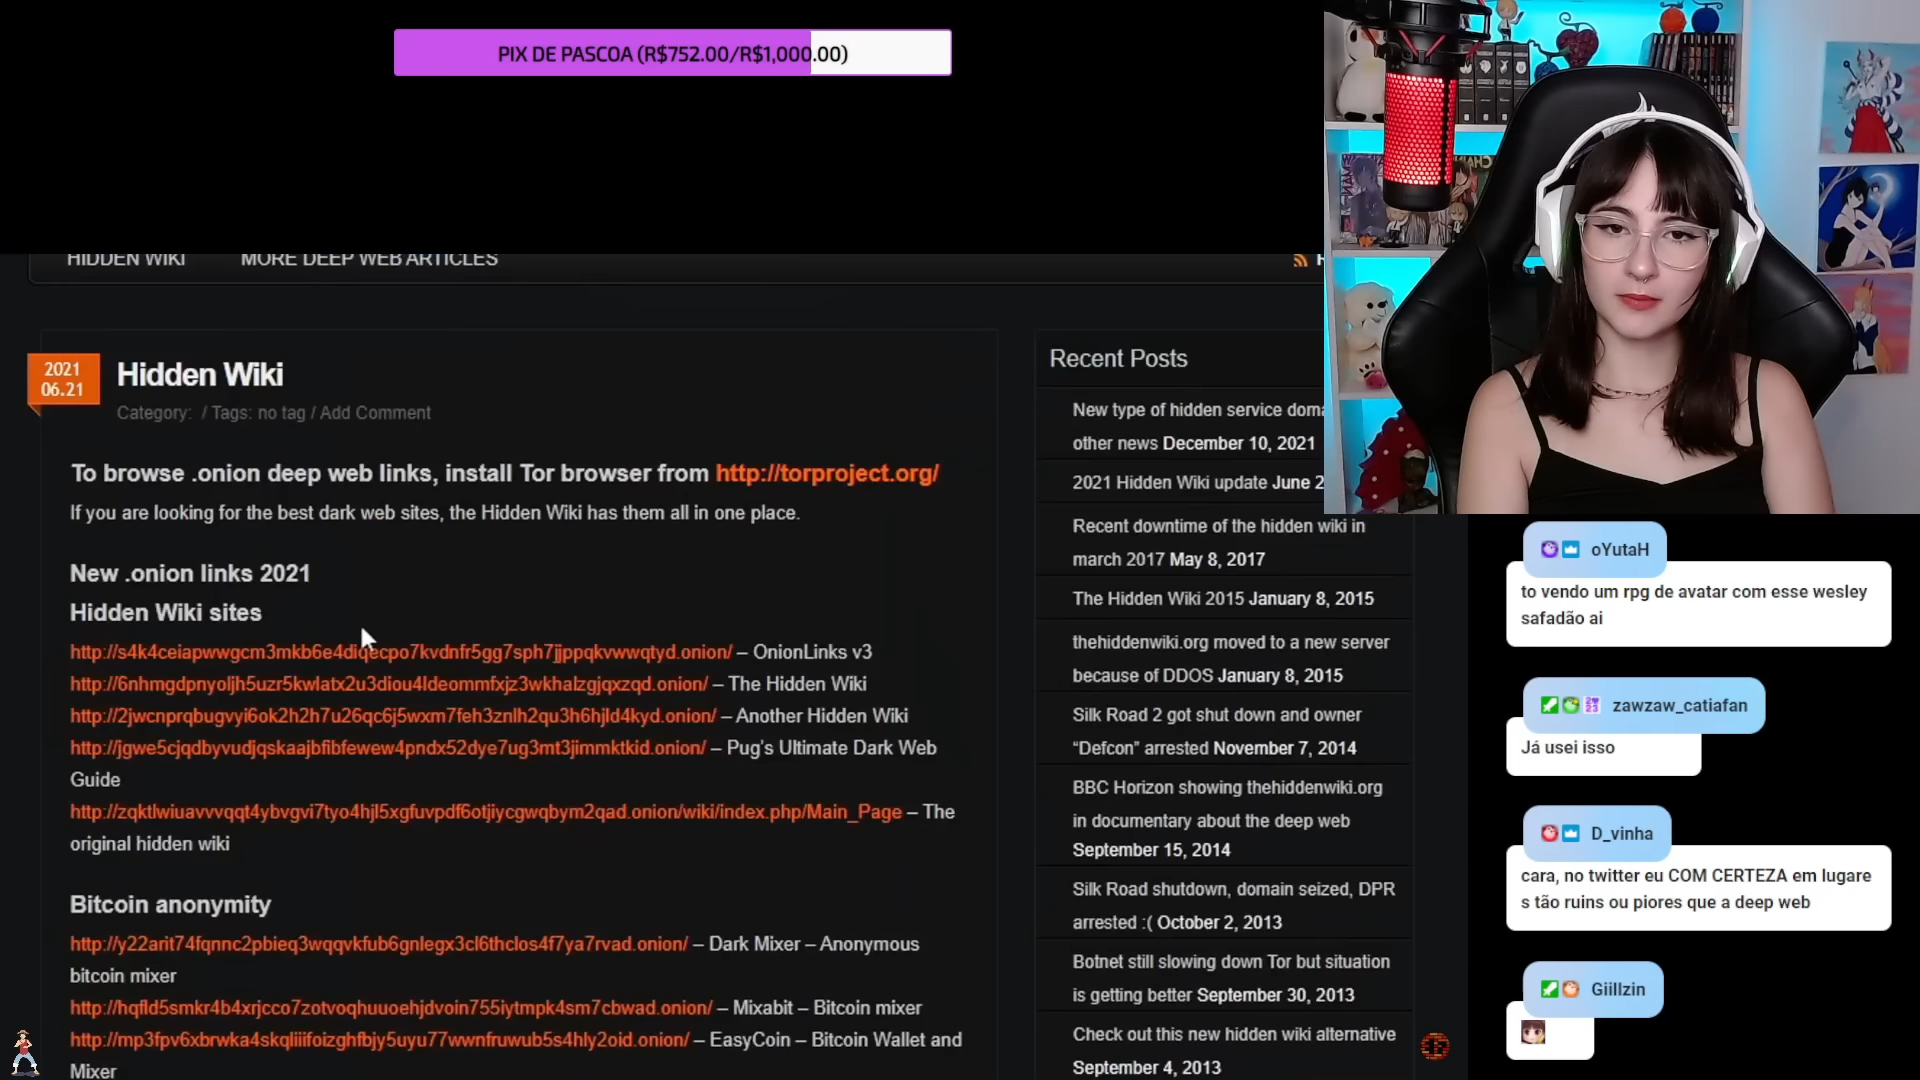 PIX DE PASCOA (R$752.00/R$1,000.00)
HIDDEN WIKI
MORE DEEP WEB ARTICLES
2021
06.21
Hidden Wiki
Category: / Tags: no tag / Add Comment
To browse .onion deep web links, install Tor browser from http://torproject.org/
If you are looking for the best dark web sites, the Hidden Wiki has them all in one place.
New .onion links 2021
Hidden Wiki sites
http://s4k4ceiapwwgcm3mkb6e4diqecpo7kvdnfr5gg7sph7jjppqkvwwqtyd.onion/ – OnionLinks v3
http://6nhmgdpnyoljh5uzr5kwlatx2u3diou4ldeommfxjz3wkhalzgjqxzqd.onion/ – The Hidden Wiki
http://2jwcnprqbugvyi6ok2h2h7u26qc6j5wxm7feh3znlh2qu3h6hjld4kyd.onion/ – Another Hidden Wiki
http://jgwe5cjqdbyvudjqskaajbfibfewew4pndx52dye7ug3mt3jimmktkid.onion/ – Pug's Ultimate Dark Web
Guide
http://zqktlwiuavvvqqt4ybvgvi7tyo4hjl5xgfuvpdf6otjiycgwqbym2qad.onion/wiki/index.php/Main_Page – The
original hidden wiki
Bitcoin anonymity
http://y22arit74fqnnc2pbieq3wqqvkfub6gnlegx3cl6thclos4f7ya7rvad.onion/ – Dark Mixer – Anonymous
bitcoin mixer
http://hqfld5smkr4b4xrjcco7zotvoqhuuoehjdvoin755iytmpk4sm7cbwad.onion/ – Mixabit – Bitcoin mixer
http://mp3fpv6xbrwka4skqliiifoizghfbjy5uyu77wwnfruwub5s4hly2oid.onion/ – EasyCoin – Bitcoin Wallet and
Mixer
Recent Posts
New type of hidden service doma
other news December 10, 2021
2021 Hidden Wiki update June 2
Recent downtime of the hidden wiki in
march 2017 May 8, 2017
The Hidden Wiki 2015 January 8, 2015
thehiddenwiki.org moved to a new server
because of DDOS January 8, 2015
Silk Road 2 got shut down and owner
“Defcon” arrested November 7, 2014
BBC Horizon showing thehiddenwiki.org
in documentary about the deep web
September 15, 2014
Silk Road shutdown, domain seized, DPR
arrested :( October 2, 2013
Botnet still slowing down Tor but situation
is getting better September 30, 2013
Check out this new hidden wiki alternative
September 4, 2013
oYutaH
to vendo um rpg de avatar com esse wesley
safadão ai
zawzaw_catiafan
Já usei isso
D_vinha
cara, no twitter eu COM CERTEZA em lugare
s tão ruins ou piores que a deep web
Giillzin